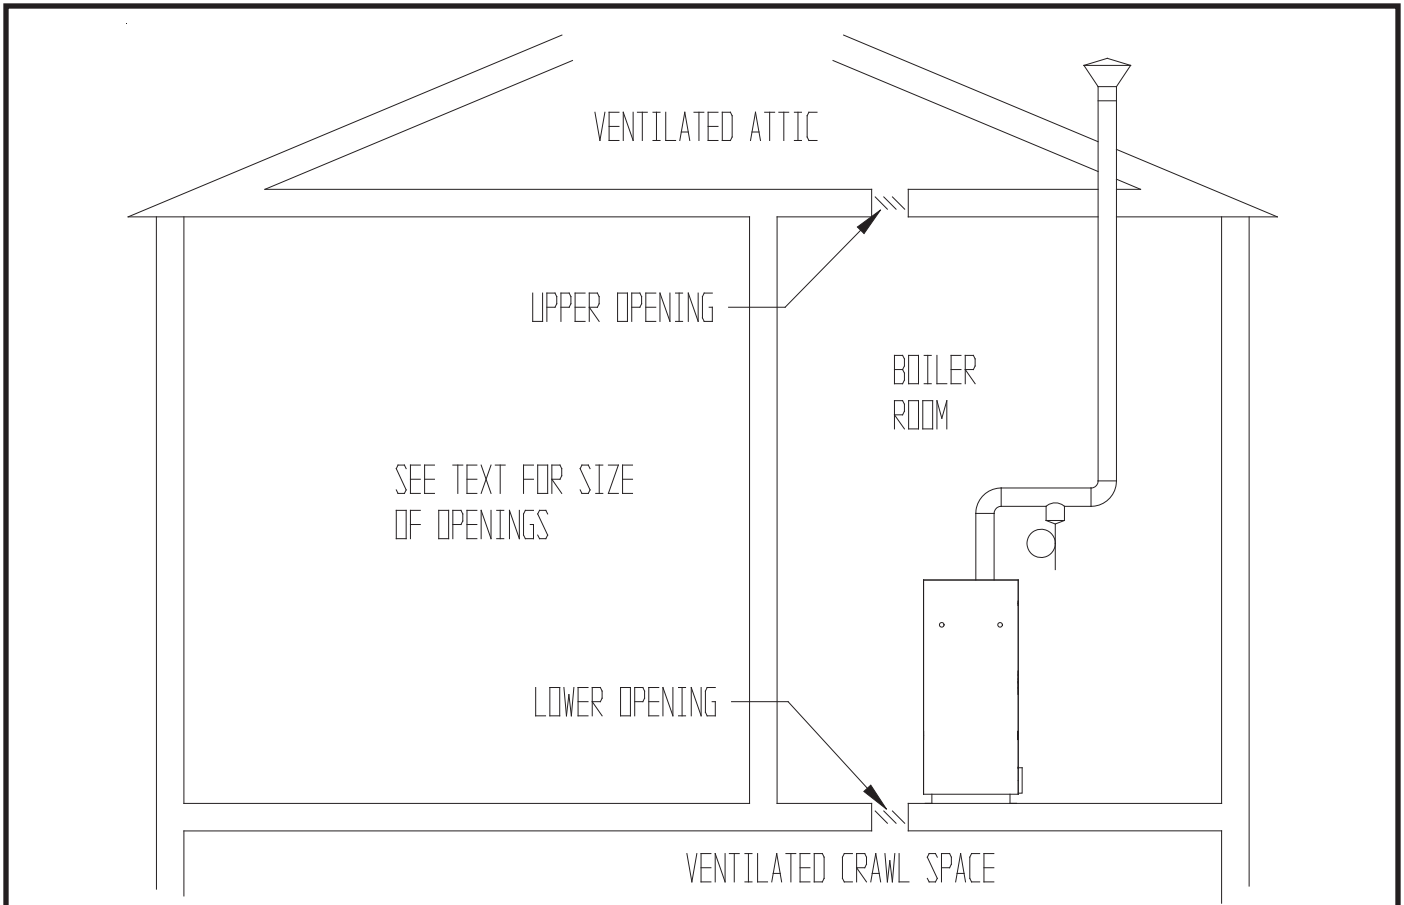 VENTILATED ATTIC
UPPER OPENING
BOILER
ROOM
SEE TEXT FOR SIZE
OF OPENINGS
LOWER OPENING
VENTILATED CRAWL SPACE